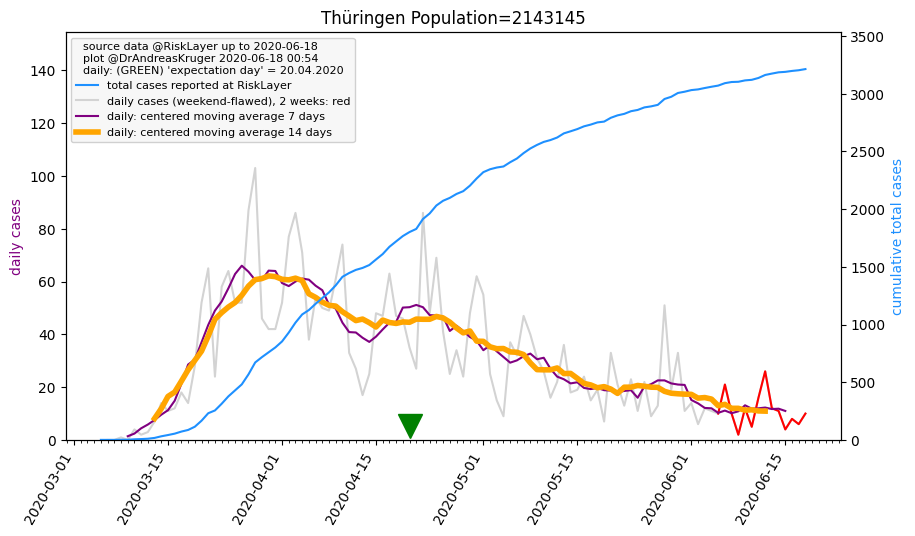 Thüringen Population=2143145
source data @RiskLayer up to 2020-06-18
plot @DrAndreasKruger 2020-06-18 00:54
daily: (GREEN) 'expectation day' = 20.04.2020
total cases reported at RiskLayer
daily cases (weekend-flawed), 2 weeks: red
daily: centered moving average 7 days
daily: centered moving average 14 days
daily cases
140
120
100
80
60
40
20
0
3500
3000
2500
2000
1500
1000
500
0
cumulative total cases
2020-03-01
2020-03-15
2020-04-01
2020-04-15
2020-05-01
2020-05-15
2020-06-01
2020-06-15